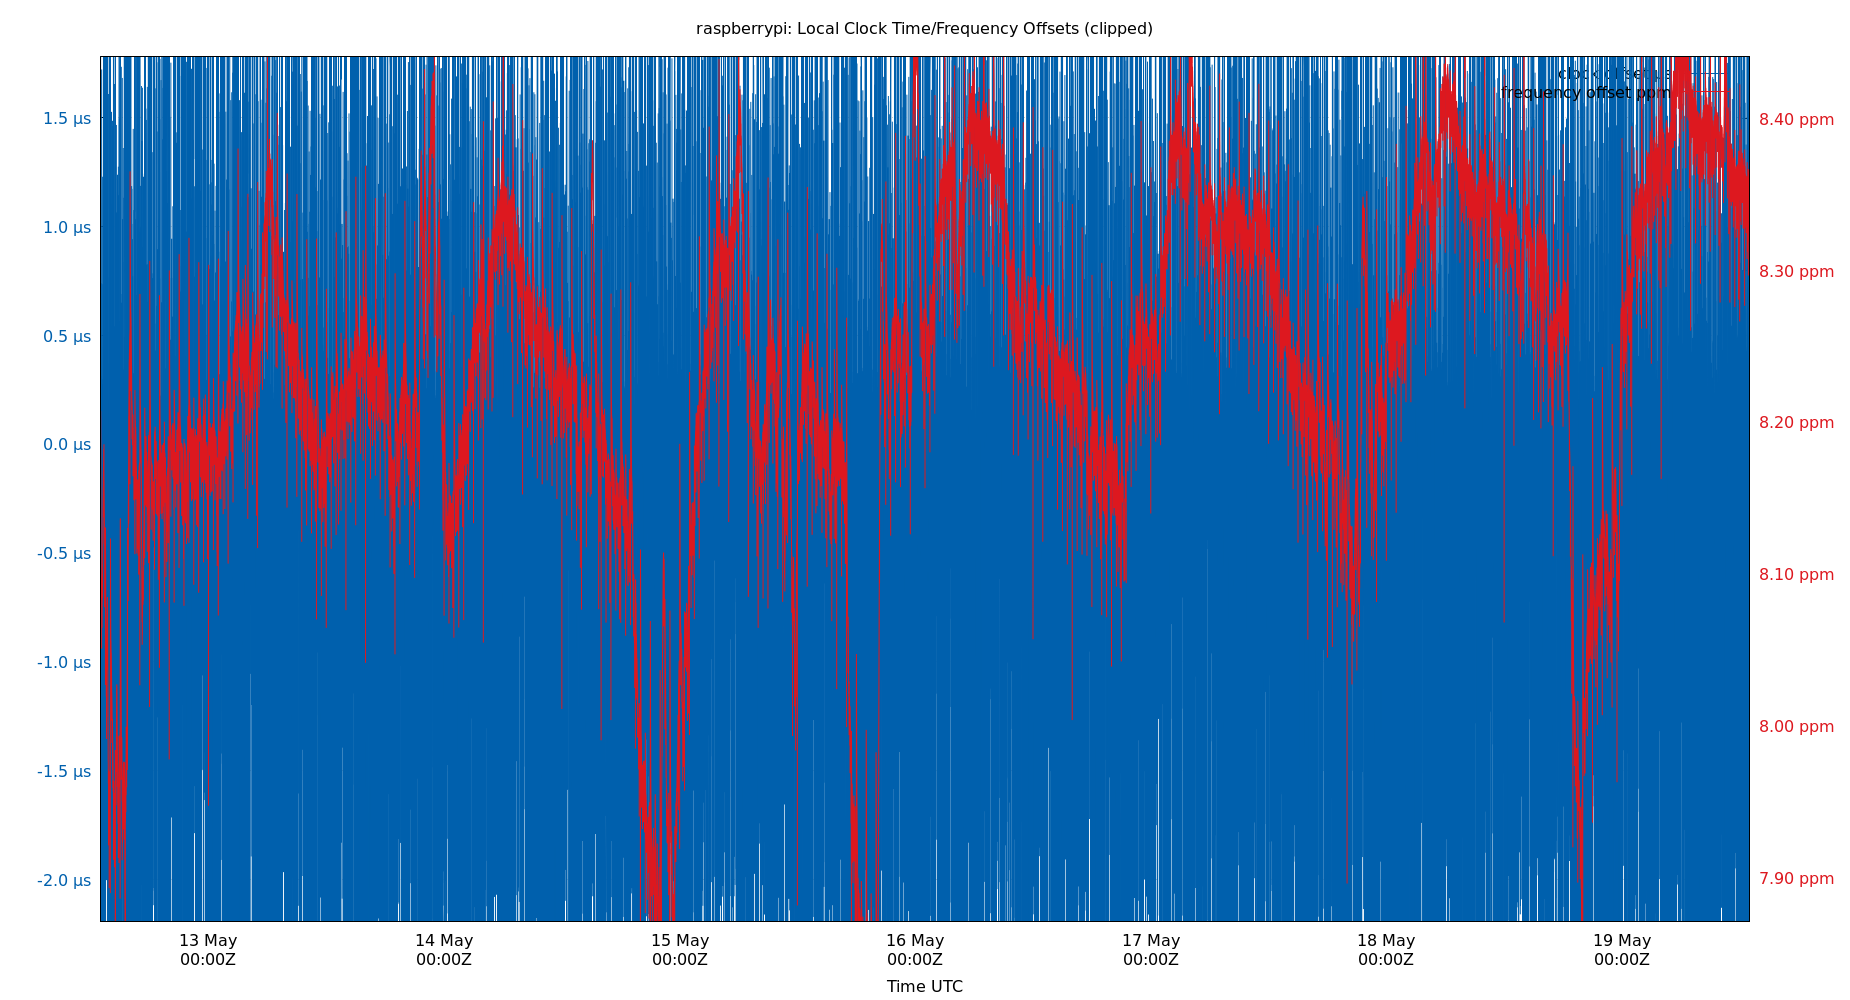 raspberrypi: Local Clock Time/Frequency Offsets (clipped)
clock offset
frequency offset ppm
1.5 µs
1.0 µs
0.5 µs
0.0 µs
-0.5 µs
-1.0 µs
-1.5 µs
-2.0 µs
8.40 ppm
8.30 ppm
8.20 ppm
8.10 ppm
8.00 ppm
7.90 ppm
13 May 14 May 15 May 16 May 17 May 18 May 19 May
00:00Z 00:00Z 00:00Z 00:00Z 00:00Z 00:00Z 00:00Z
Time UTC